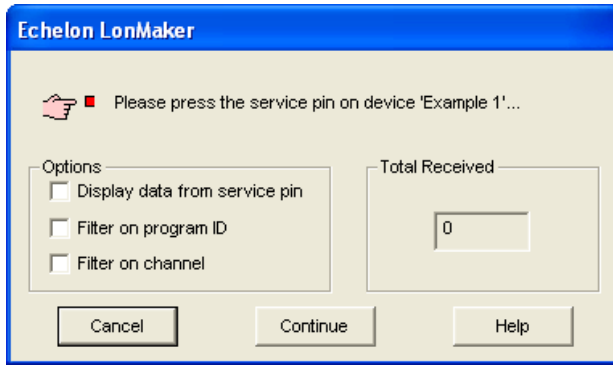 Echelon LonMaker
Please press the service pin on device 'Example 1'...
Options
Display data from service pin
Filter on program ID
Filter on channel
Total Received
0
Cancel
Continue
Help